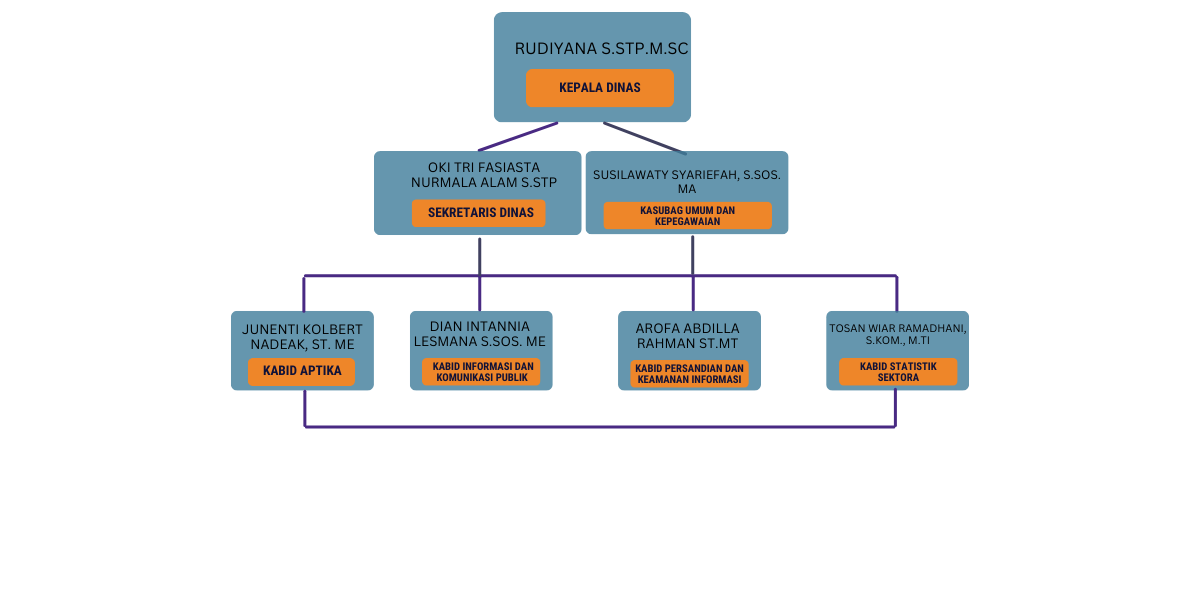 RUDIYANA S.STP.M.SC
KEPALA DINAS
OKI TRI FASIASTA
NURMALA ALAM S.STP
SEKRETARIS DINAS
SUSILAWATY SYARIEFAH, S.SOS.
MA
KASUBAG UMUM DAN
KEPEGAWAIAN
JUNENTI KOLBERT
NADEAK, ST. ME
KABID APTIKA
DIAN INTANNIA
LESMANA S.SOS. ME
KABID INFORMASI DAN
KOMUNIKASI PUBLIK
AROFA ABDILLA
RAHMAN ST.MT
KABID PERSANDIAN DAN
KEAMANAN INFORMASI
TOSAN WIAR RAMADHANI,
S.KOM., M.TI
KABID STATISTIK
SEKTORA